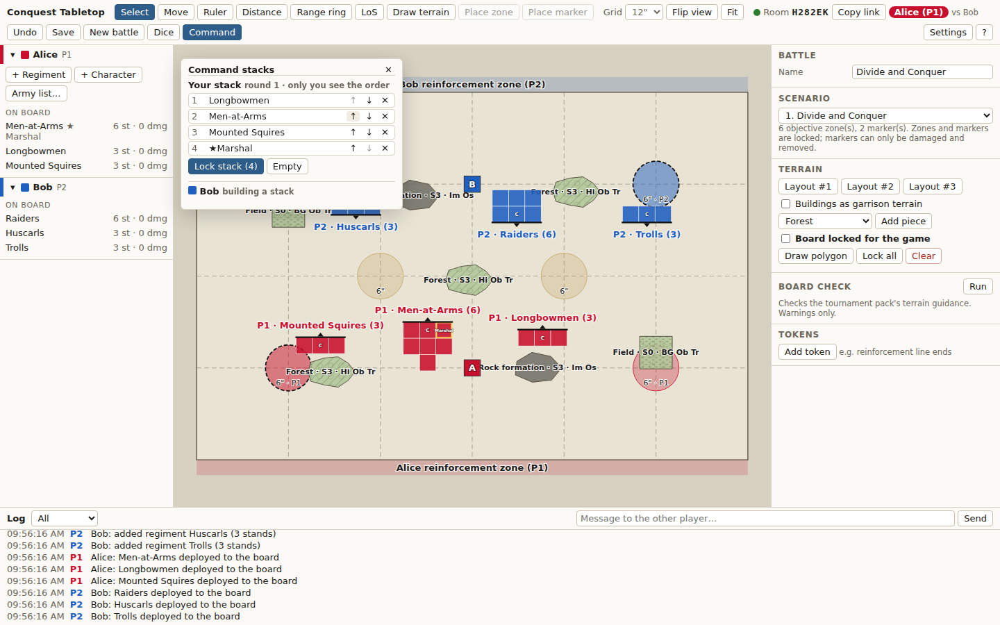 Conquest Tabletop Select Move Ruler Distance Range ring LoS Draw terrain Place zone Place marker Grid 12" Flip view Fit Room H282EK Copy link Alice (P1) vs Bob
Undo Save New battle Dice Command Settings ?
Alice P1
+ Regiment + Character
Army list…
ON BOARD
Men-at-Arms ★ 6 st · 0 dmg
Marshal
Longbowmen 3 st · 0 dmg
Mounted Squires 3 st · 0 dmg
Bob P2
ON BOARD
Raiders 6 st · 0 dmg
Huscarls 3 st · 0 dmg
Trolls 3 st · 0 dmg
Command stacks ✕
Your stack round 1 · only you see the order
1 Longbowmen ↑ ↓ ✕
2 Men-at-Arms ↑ ↓ ✕
3 Mounted Squires ↑ ↓ ✕
4 ★Marshal ↑ ↓ ✕
Lock stack (4) Empty
Bob building a stack
Bob reinforcement zone (P2)
B
ation · S3 · Im Os
Forest · S3 · Hi Ob Tr
6" · P2
Field · S0 · BG Ob Tr
C
C
P2 · Huscarls (3)
P2 · Raiders (6)
P2 · Trolls (3)
6"
Forest · S3 · Hi Ob Tr
6"
P1 · Men-at-Arms (6)
P1 · Longbowmen (3)
P1 · Mounted Squires (3)
C Marshal
C
C
Field · S0 · BG Ob Tr
A
Rock formation · S3 · Im Os
Forest · S3 · Hi Ob Tr
6" · P1
6" · P1
Alice reinforcement zone (P1)
BATTLE
Name Divide and Conquer
SCENARIO
1. Divide and Conquer
6 objective zone(s), 2 marker(s). Zones and markers
are locked; markers can only be damaged and
removed.
TERRAIN
Layout #1 Layout #2 Layout #3
Buildings as garrison terrain
Forest Add piece
Board locked for the game
Draw polygon Lock all Clear
BOARD CHECK Run
Checks the tournament pack's terrain guidance.
Warnings only.
TOKENS
Add token e.g. reinforcement line ends
Log All Message to the other player… Send
09:56:16 AM P2 Bob: added regiment Huscarls (3 stands)
09:56:16 AM P2 Bob: added regiment Trolls (3 stands)
09:56:16 AM P1 Alice: Men-at-Arms deployed to the board
09:56:16 AM P1 Alice: Longbowmen deployed to the board
09:56:16 AM P1 Alice: Mounted Squires deployed to the board
09:56:16 AM P2 Bob: Raiders deployed to the board
09:56:16 AM P2 Bob: Huscarls deployed to the board
09:56:16 AM P2 Bob: Trolls deployed to the board